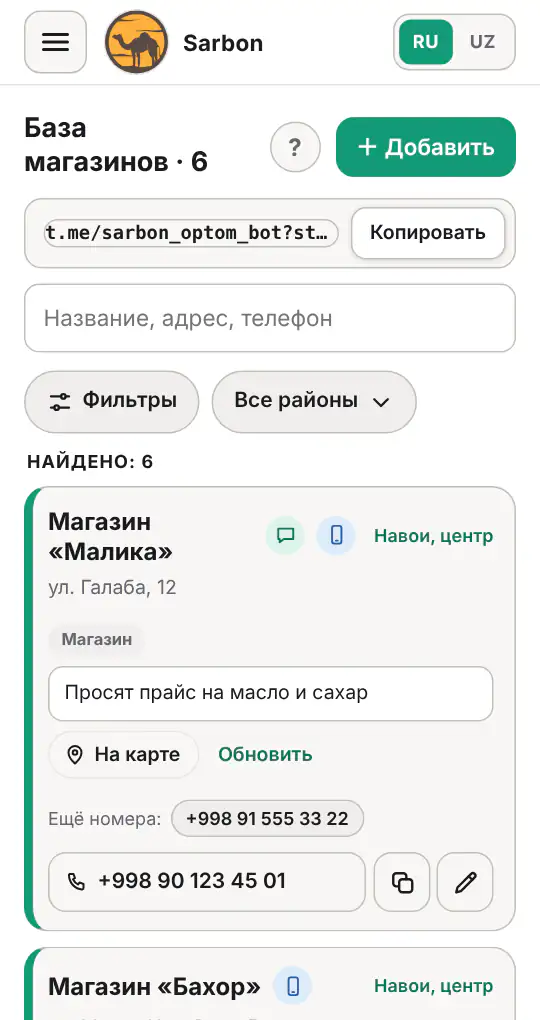 Sarbon
RU
UZ
База
магазинов · 6
?
+ Добавить
t.me/sarbon_optom_bot?st…
Копировать
Название, адрес, телефон
Фильтры
Все районы
НАЙДЕНО: 6
Магазин
«Малика»
Навои, центр
ул. Галаба, 12
Магазин
Просят прайс на масло и сахар
На карте
Обновить
Ещё номера:
+998 91 555 33 22
+998 90 123 45 01
Магазин «Бахор»
Навои, центр